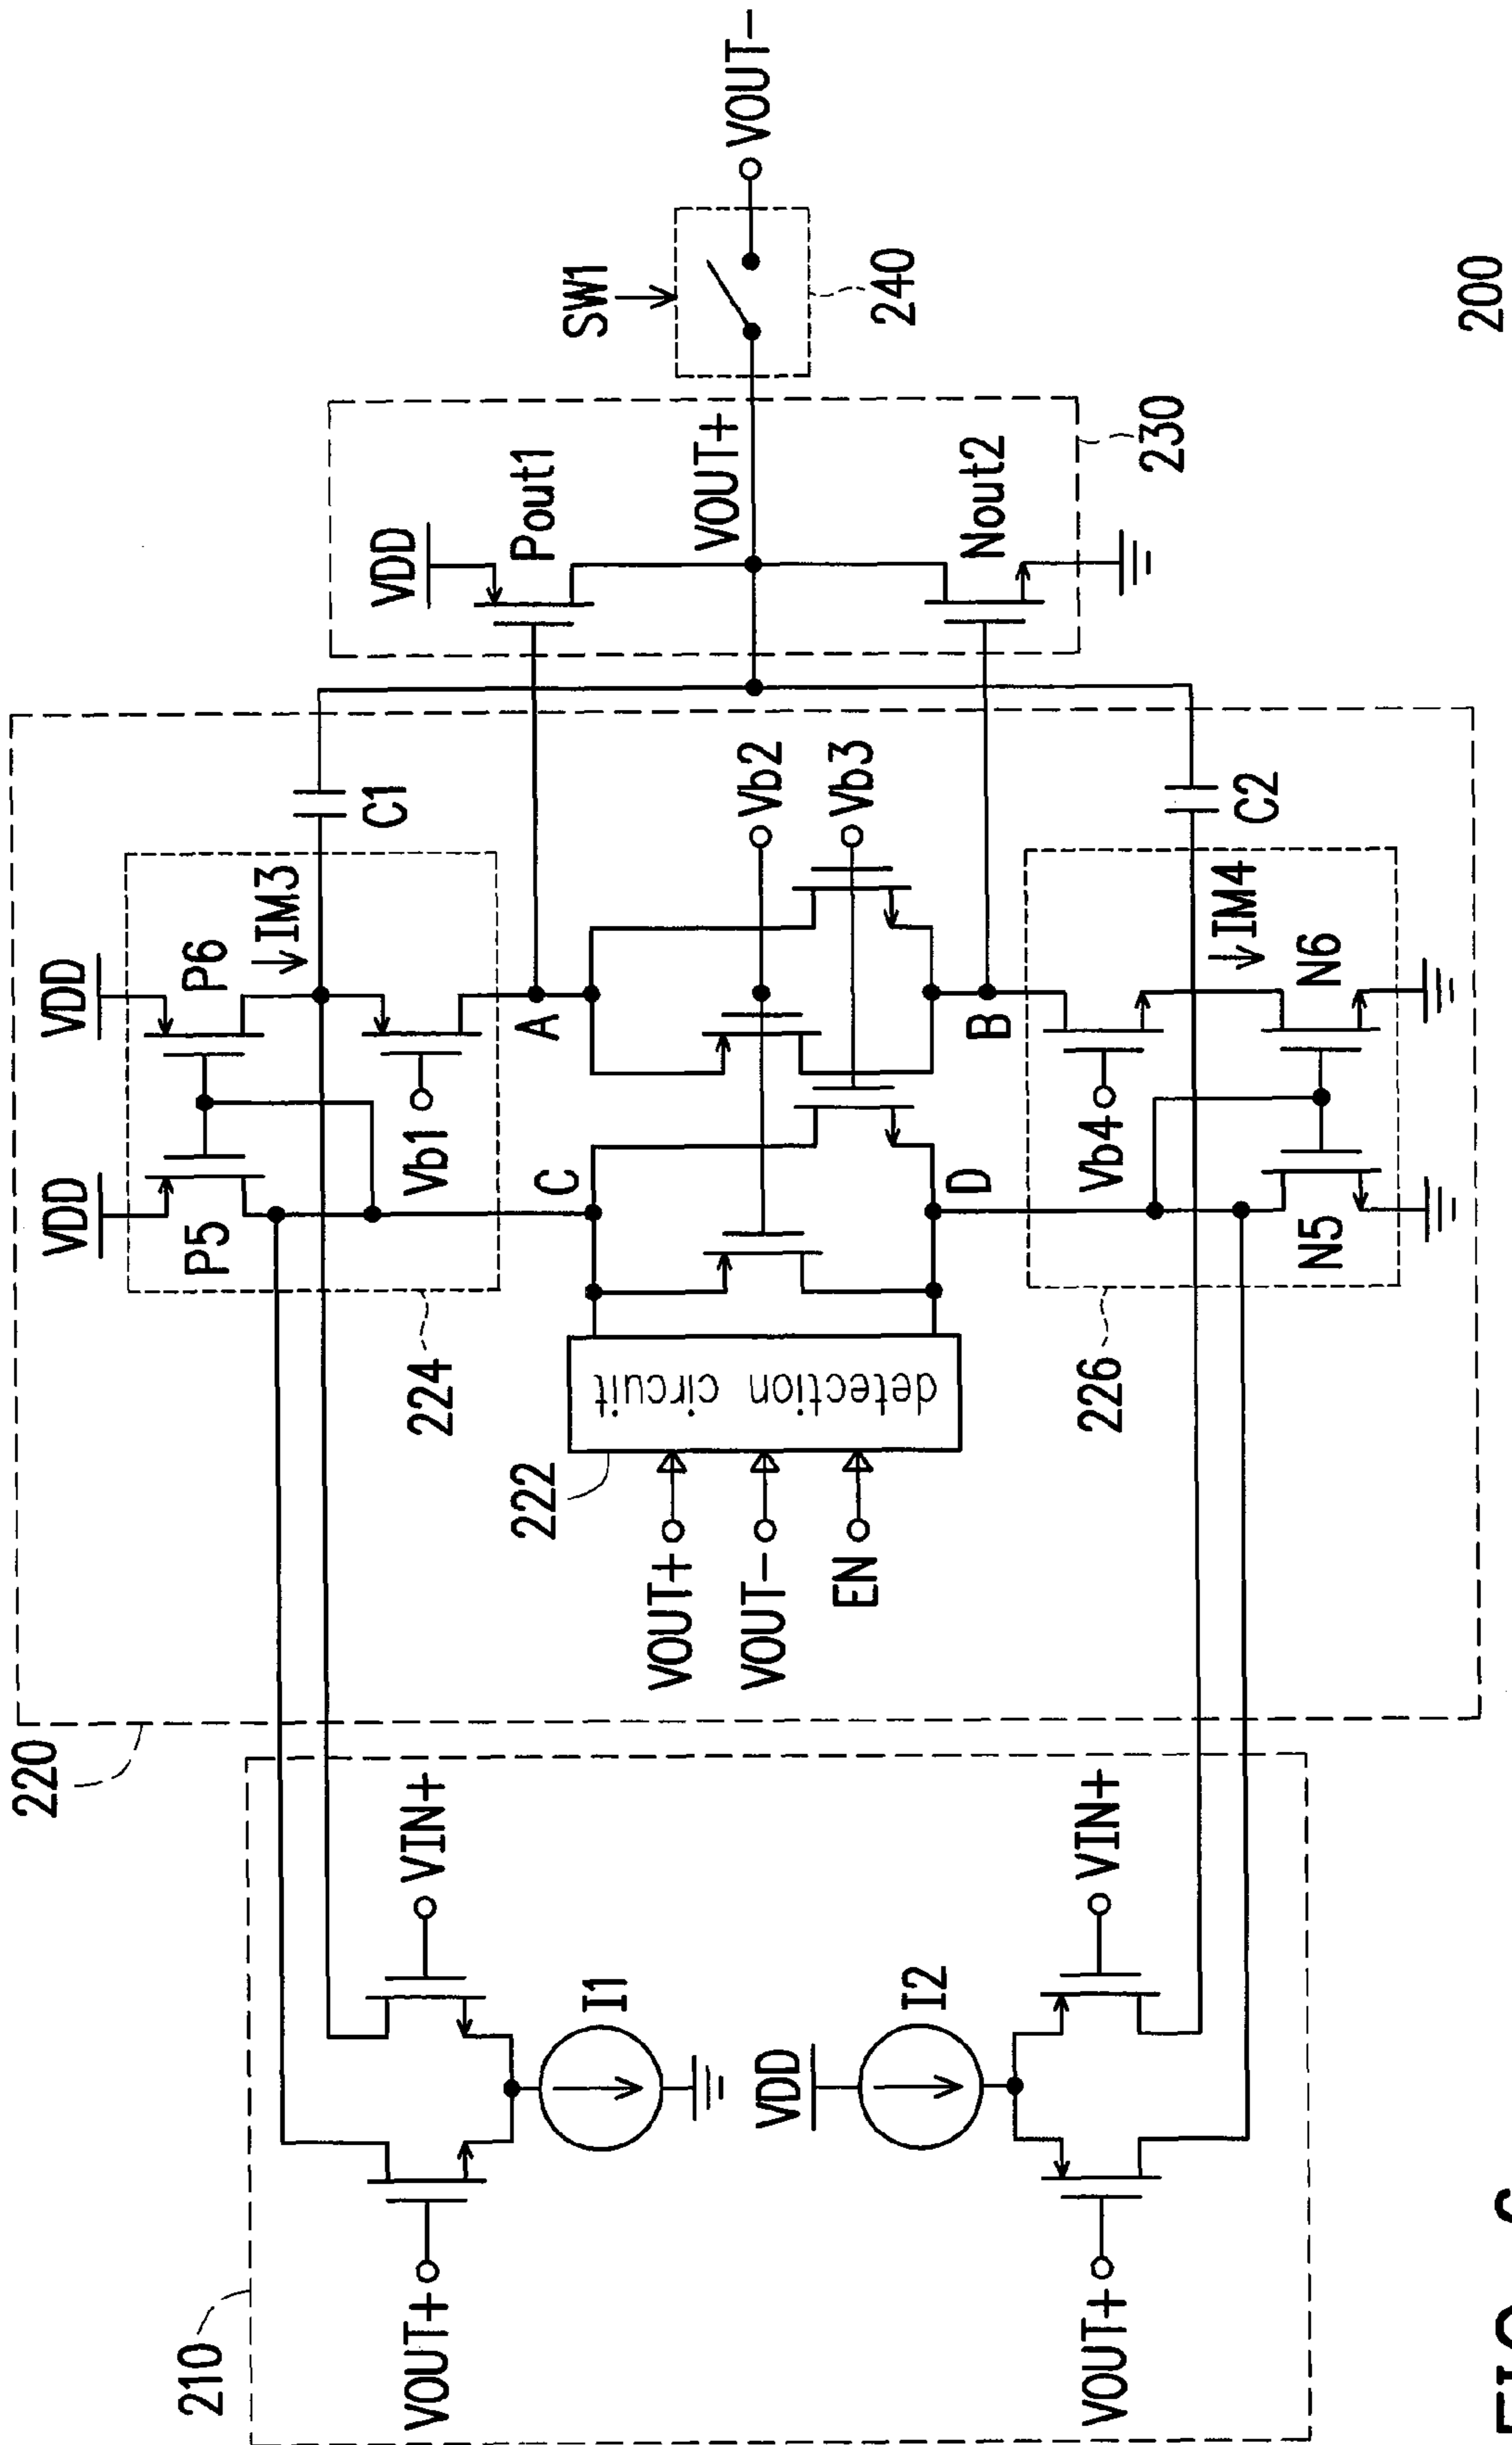 220
VDD
VDD
P5
P6
IM3
C1
Vb1
224
VDD
Pout1
A
C
222
detection circuit
VOUT+
VOUT-
EN
Vb2
Vb3
VOUT+
SW1
VOUT-
240
D
B
Nout2
230
Vb4
IM4
C2
226
N5
N6
210
VOUT+
VIN+
I1
VDD
I2
VOUT+
VIN+
200